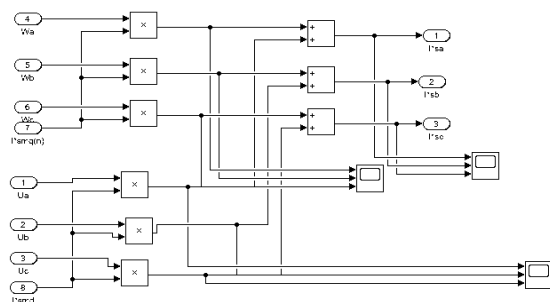 4
Wa
5
Wb
6
Wc
7
I*smq(n)
1
Ua
2
Ub
3
Uc
8
I*smd
×
×
×
×
×
×
+
+
+
+
+
+
1
I*sa
2
I*sb
3
I*sc